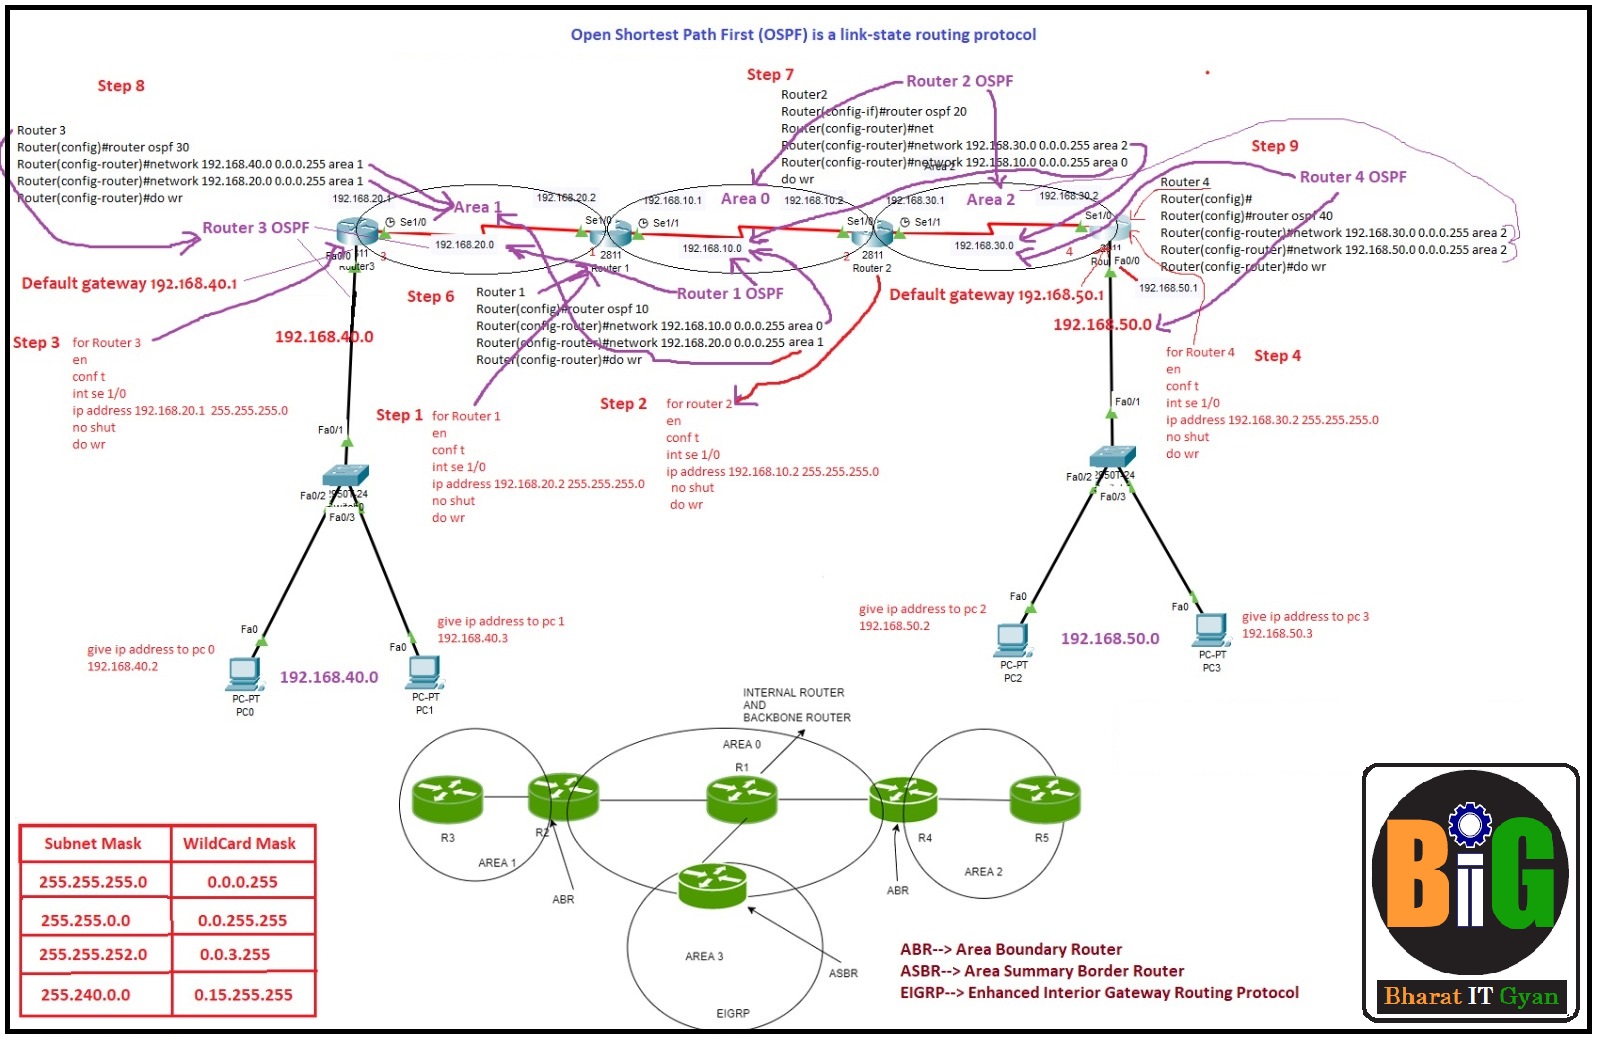 Open Shortest Path First (OSPF) is a link-state routing protocol
Step 8
Router 3
Router(config)#router ospf 30
Router(config-router)#network 192.168.40.0 0.0.0.255 area 1
Router(config-router)#network 192.168.20.0 0.0.0.255 area 1
Router(config-router)#do wr
Step 7
Router 2 OSPF
Router2
Router(config-if)#router ospf 20
Router(config-router)#net
Router(config-router)#network 192.168.30.0 0.0.0.255 area 2
Router(config-router)#network 192.168.10.0 0.0.0.255 area 0
do wr
Step 9
Router 4 OSPF
Router 4
Router(config)#
Router(config)#router ospf 40
Router(config-router)#network 192.168.30.0 0.0.0.255 area 2
Router(config-router)#network 192.168.50.0 0.0.0.255 area 2
Router(config-router)#do wr
Area 2
192.168.20.1
192.168.20.2
192.168.10.1
192.168.10.2
192.168.30.1
192.168.30.2
Area 1
Area 0
Area 2
Router 3 OSPF
Se1/0
Se1/0
Se1/1
Se1/0
Se1/1
Se1/0
192.168.20.0
192.168.10.0
192.168.30.0
Fa0/0
3
Router3
1
2811
Router 1
2
2811
Router 2
4
Fa0/0
192.168.50.1
Default gateway 192.168.40.1
Default gateway 192.168.50.1
192.168.40.0
192.168.50.0
Step 6
Router 1 OSPF
Router 1
Router(config)#router ospf 10
Router(config-router)#network 192.168.10.0 0.0.0.255 area 0
Router(config-router)#network 192.168.20.0 0.0.0.255 area 1
Router(config-router)#do wr
Step 3
for Router 3
en
conf t
int se 1/0
ip address 192.168.20.1 255.255.255.0
no shut
do wr
Step 1
for Router 1
en
conf t
int se 1/0
ip address 192.168.20.2 255.255.255.0
no shut
do wr
Step 2
for router 2
en
conf t
int se 1/0
ip address 192.168.10.2 255.255.255.0
no shut
do wr
Step 4
for Router 4
en
conf t
int se 1/0
ip address 192.168.30.2 255.255.255.0
no shut
do wr
Fa0/1
Fa0/2
Fa0/3
Fa0/1
Fa0/2
Fa0/3
Fa0
Fa0
give ip address to pc 0
192.168.40.2
give ip address to pc 1
192.168.40.3
192.168.40.0
PC-PT
PC0
PC-PT
PC1
Fa0
Fa0
give ip address to pc 2
192.168.50.2
give ip address to pc 3
192.168.50.3
192.168.50.0
PC-PT
PC2
PC-PT
PC3
INTERNAL ROUTER
AND
BACKBONE ROUTER
AREA 0
R1
R3
R2
R4
R5
AREA 1
AREA 2
ABR
ABR
AREA 3
ASBR
EIGRP
Subnet Mask WildCard Mask
255.255.255.0 0.0.0.255
255.255.0.0 0.0.255.255
255.255.252.0 0.0.3.255
255.240.0.0 0.15.255.255
ABR--> Area Boundary Router
ASBR--> Area Summary Border Router
EIGRP--> Enhanced Interior Gateway Routing Protocol
BiG
Bharat IT Gyan